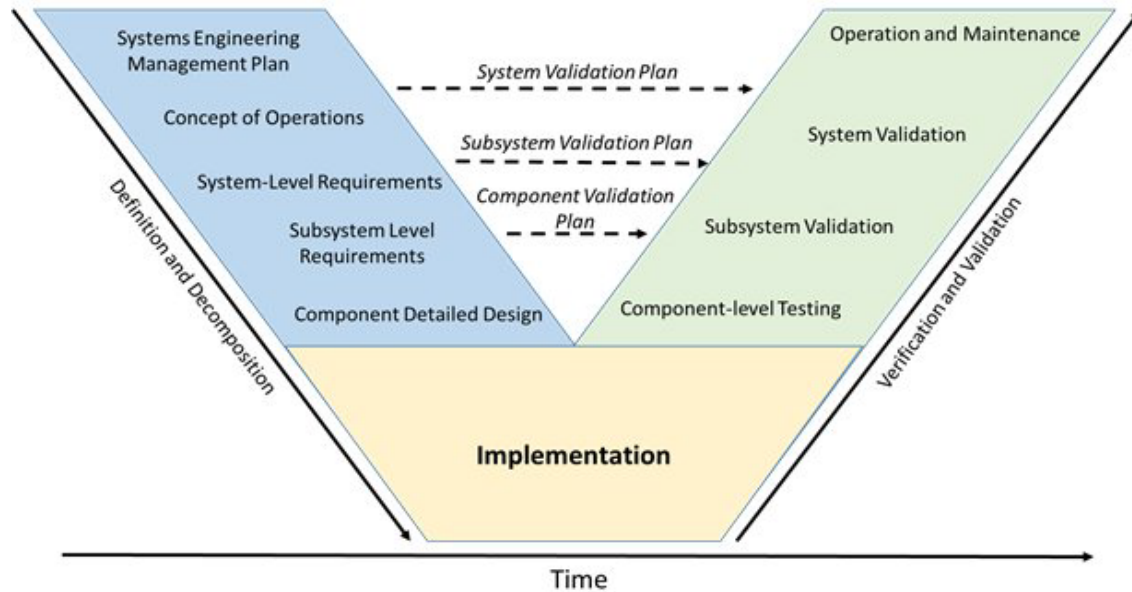 Systems Engineering
Management Plan
Concept of Operations
System-Level Requirements
Subsystem Level
Requirements
Component Detailed Design
Definition and Decomposition
System Validation Plan
Subsystem Validation Plan
Component Validation
Plan
Operation and Maintenance
System Validation
Subsystem Validation
Component-level Testing
Verification and Validation
Implementation
Time